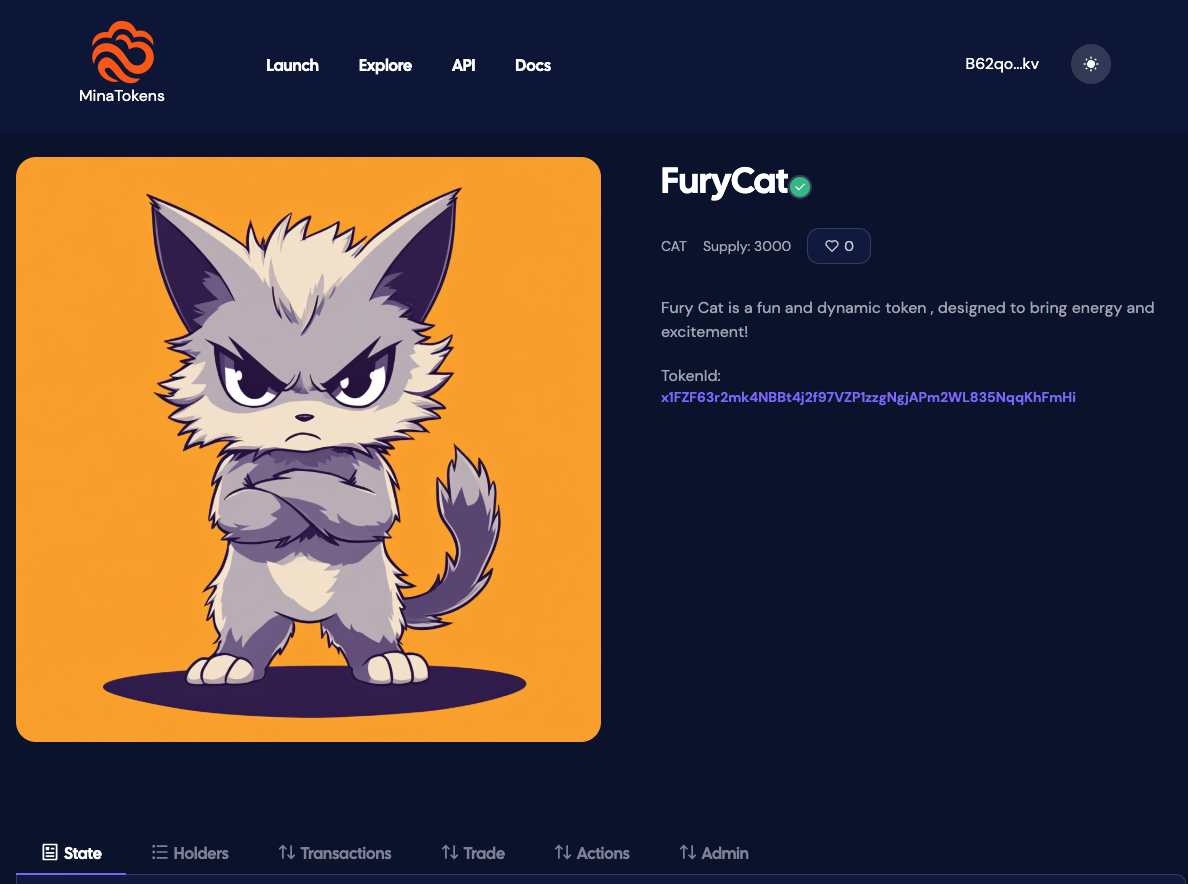 MinaTokens
Launch
Explore
API
Docs
B62qo...kv
FuryCat
CAT
Supply: 3000
0
Fury Cat is a fun and dynamic token , designed to bring energy and
excitement!
TokenId:
x1FZF63r2mk4NBBt4j2f97VZP1zzgNgjAPm2WL835NqqKhFmHi
State
Holders
Transactions
Trade
Actions
Admin